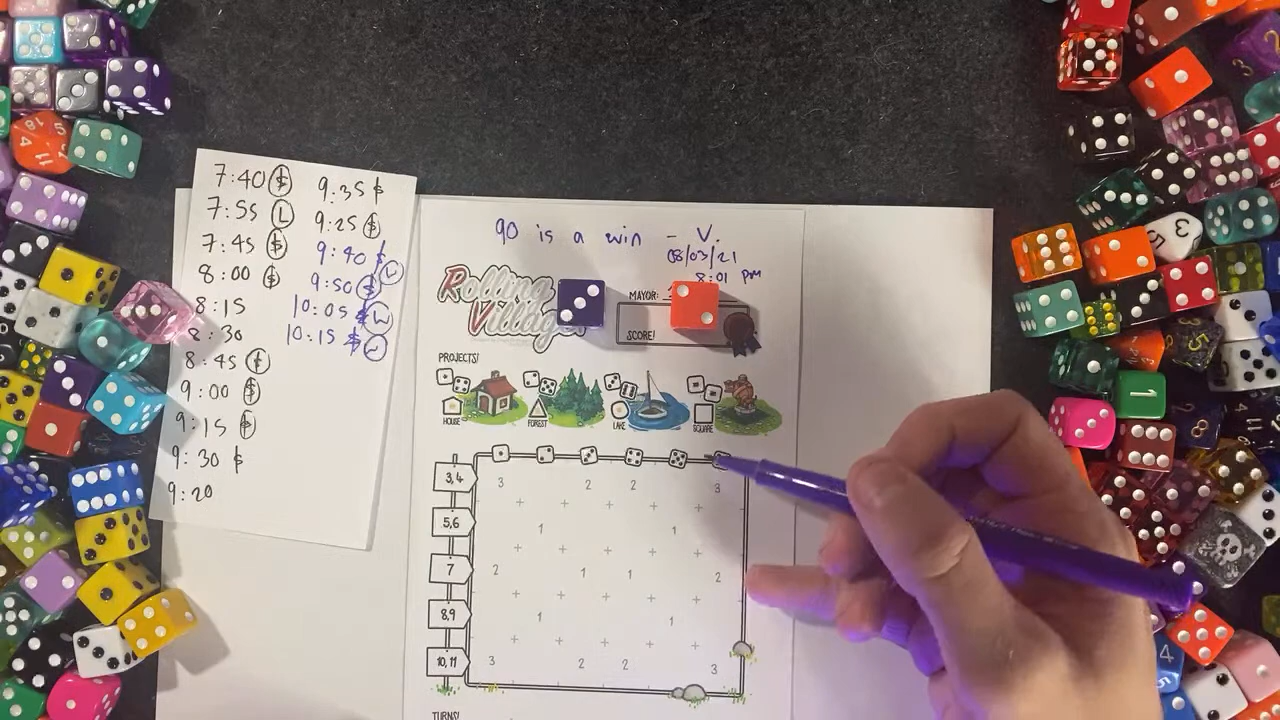 7:40 $
7:55 L
7:45 $
8:00 $
8:15
8:30
8:45 $
9:00 $
9:15 $
9:30 $
9:20
9:35 $
9:25 $
9:40 $
9:50 $ W
10:05 $ W
10:15 $ W
90 is a win - V.
08/03/21
8:01 pm
Rolling
Village
MAYOR:
SCORE!
PROJECTS!
HOUSE
FOREST
LAKE
SQUARE
3,4
5,6
7
8,9
10,11
3 2 2 3
1 1
2 1 1 2
1 1
3 2 2 3
TURNS!